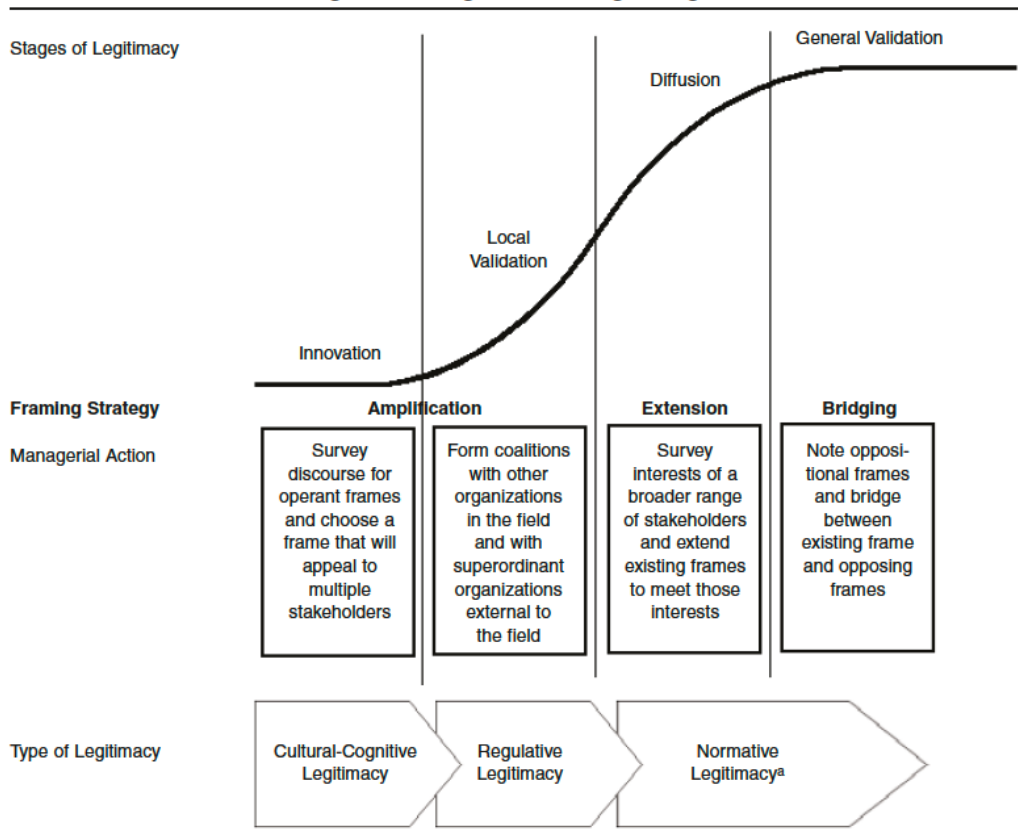 Stages of Legitimacy
General Validation
Diffusion
Local
Validation
Innovation
Framing Strategy
Amplification
Extension
Bridging
Managerial Action
Survey
discourse for
operant frames
and choose a
frame that will
appeal to
multiple
stakeholders
Form coalitions
with other
organizations
in the field
and with
superordinant
organizations
external to
the field
Survey
interests of a
broader range
of stakeholders
and extend
existing frames
to meet those
interests
Note opposi-
tional frames
and bridge
between
existing frame
and opposing
frames
Type of Legitimacy
Cultural-Cognitive
Legitimacy
Regulative
Legitimacy
Normative
Legitimacyᵃ